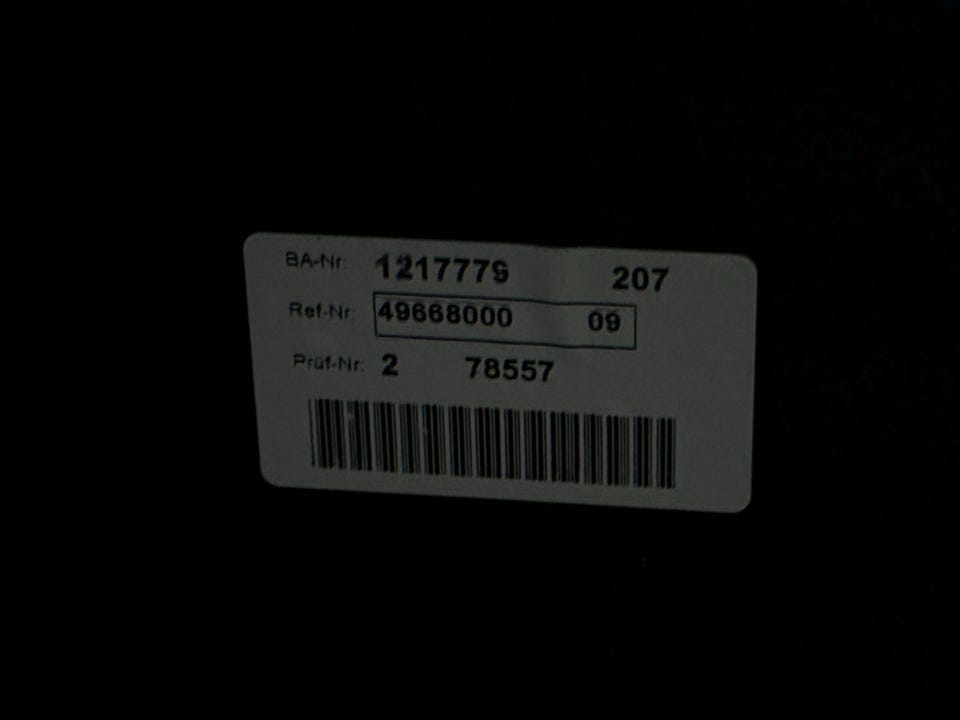 BA-Nr: 1217779 207
Ref-Nr: 49668000 09
Prüf-Nr: 2 78557